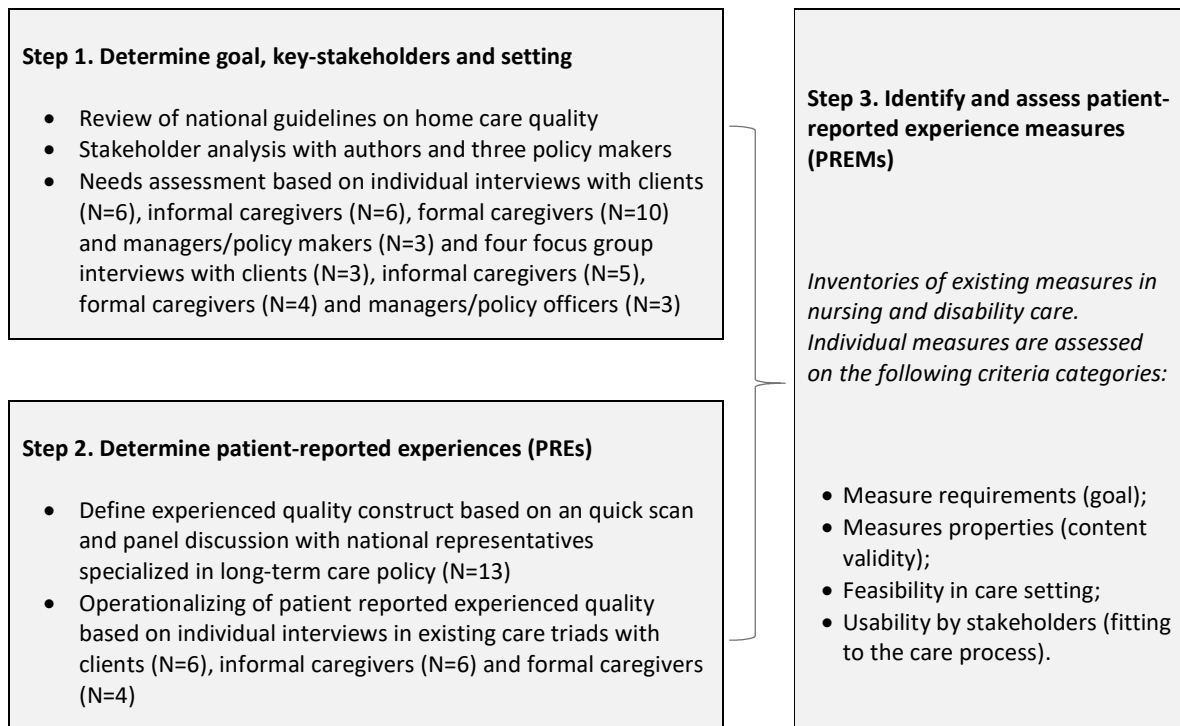 Step 1. Determine goal, key-stakeholders and setting
• Review of national guidelines on home care quality
• Stakeholder analysis with authors and three policy makers
• Needs assessment based on individual interviews with clients
(N=6), informal caregivers (N=6), formal caregivers (N=10)
and managers/policy makers (N=3) and four focus group
interviews with clients (N=3), informal caregivers (N=5),
formal caregivers (N=4) and managers/policy officers (N=3)
Step 2. Determine patient-reported experiences (PREs)
• Define experienced quality construct based on an quick scan
and panel discussion with national representatives
specialized in long-term care policy (N=13)
• Operationalizing of patient reported experienced quality
based on individual interviews in existing care triads with
clients (N=6), informal caregivers (N=6) and formal caregivers
(N=4)
Step 3. Identify and assess patient-
reported experience measures
(PREMs)
Inventories of existing measures in
nursing and disability care.
Individual measures are assessed
on the following criteria categories:
• Measure requirements (goal);
• Measures properties (content
validity);
• Feasibility in care setting;
• Usability by stakeholders (fitting
to the care process).